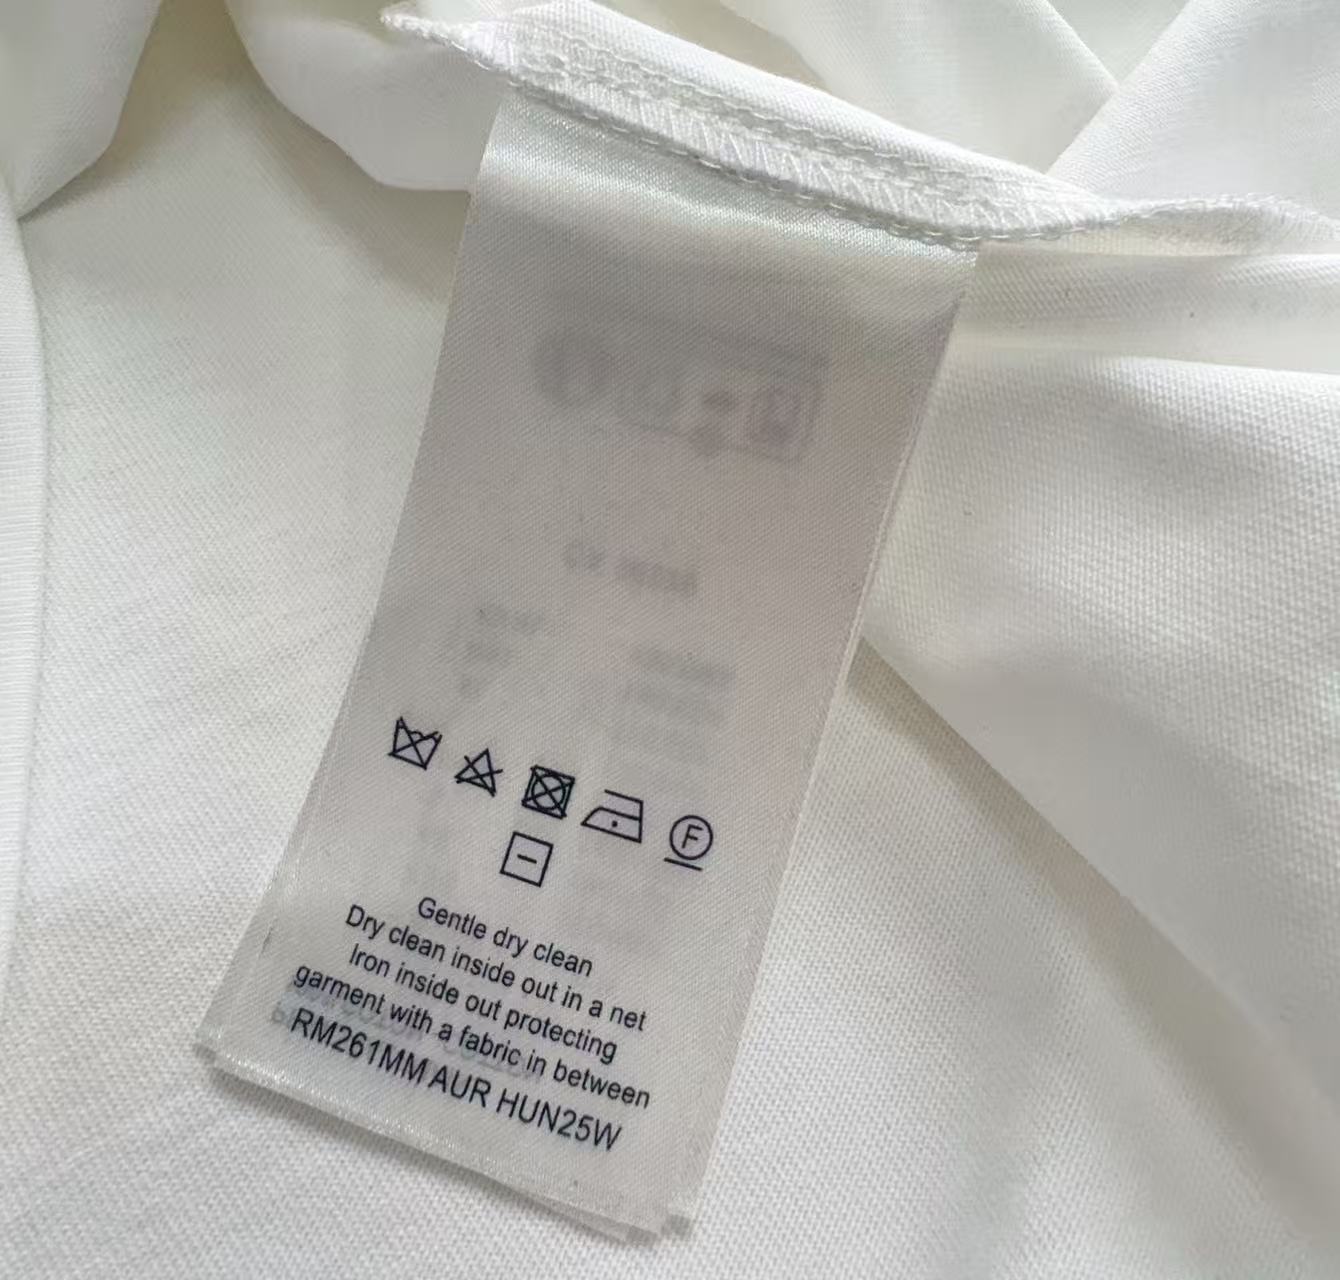 F
Gentle dry clean
Dry clean inside out in a net
Iron inside out protecting
garment with a fabric in between
RM261MM AUR HUN25W